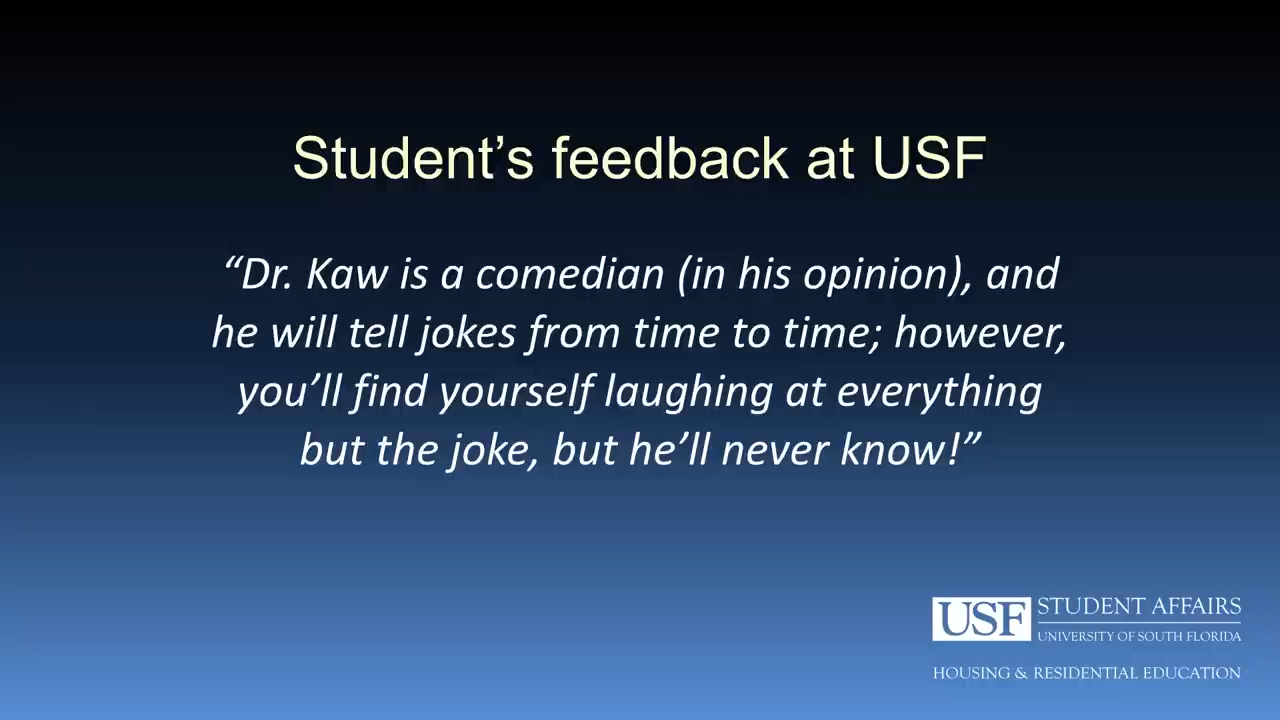 Student’s feedback at USF
“Dr. Kaw is a comedian (in his opinion), and
he will tell jokes from time to time; however,
you’ll find yourself laughing at everything
but the joke, but he’ll never know!”
USF STUDENT AFFAIRS
UNIVERSITY OF SOUTH FLORIDA
HOUSING & RESIDENTIAL EDUCATION